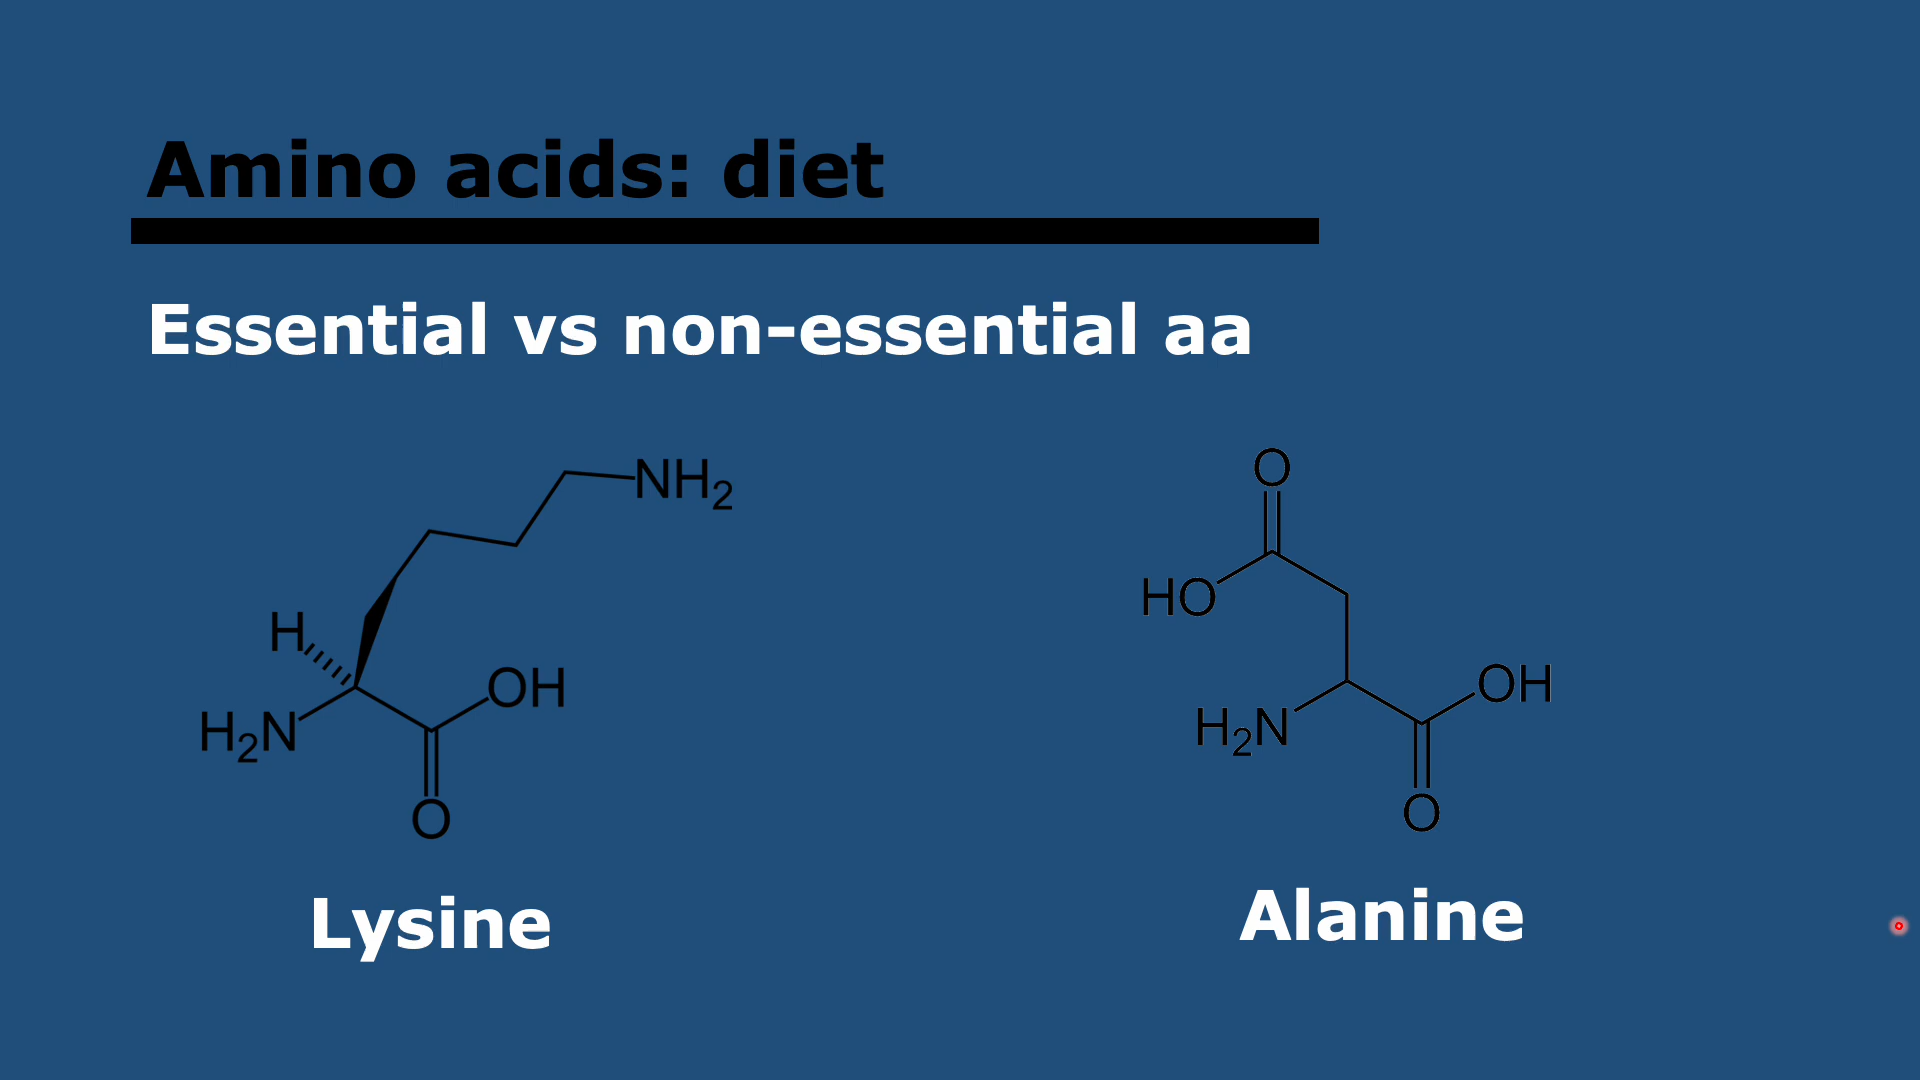 Amino acids: diet
Essential vs non-essential aa
NH2
H
OH
H2N
O
O
HO
OH
H2N
O
Lysine
Alanine